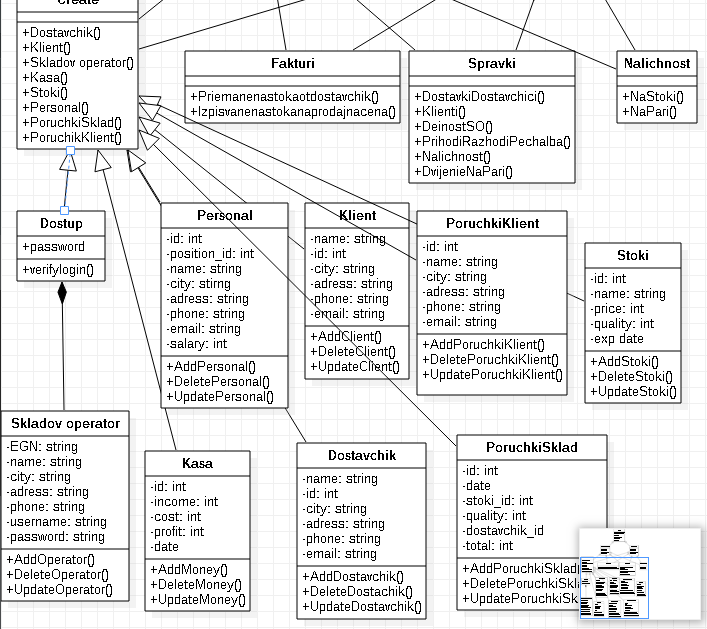 Create
+Dostavchik()
+Klient()
+Skladov operator()
+Kasa()
+Stoki()
+Personal()
+PoruchkiSklad()
+PoruchikKlient()
Fakturi
+Priemanenastokaotdostavchik()
+Izpisvanenastokanaprodajnacena()
Spravki
+DostavkiDostavchici()
+Klienti()
+DeinostSO()
+PrihodiRazhodiPechalba()
+Nalichnost()
+DvijenieNaPari()
Nalichnost
+NaStoki()
+NaPari()
Dostup
+password
+verifylogin()
Personal
-id: int
-position_id: int
-name: string
-city: string
-adress: string
-phone: string
-email: string
-salary: int
+AddPersonal()
+DeletePersonal()
+UpdatePersonal()
Klient
-name: string
-id: int
-city: string
-adress: string
-phone: string
-email: string
+AddClient()
+DeleteClient()
+UpdateClient()
PoruchkiKlient
-id: int
-name: string
-city: string
-adress: string
-phone: string
-email: string
+AddPoruchkiKlient()
+DeletePoruchkiKlient()
+UpdatePoruchkiKlient()
Stoki
-id: int
-name: string
-price: int
-quality: int
-exp date
+AddStoki()
+DeleteStoki()
+UpdateStoki()
Skladov operator
-EGN: string
-name: string
-city: string
-adress: string
-phone: string
-username: string
-password: string
+AddOperator()
+DeleteOperator()
+UpdateOperator()
Kasa
-id: int
-income: int
-cost: int
-profit: int
-date
+AddMoney()
+DeleteMoney()
+UpdateMoney()
Dostavchik
-name: string
-id: int
-city: string
-adress: string
-phone: string
-email: string
+AddDostavchik()
+DeleteDostachik()
+UpdateDostavchik()
PoruchkiSklad
-id: int
-date
-stoki_id: int
-quality: int
-dostavchik_id
-total: int
+AddPoruchkiSklad
+DeletePoruchkiSkl
+UpdatePoruchkiSk